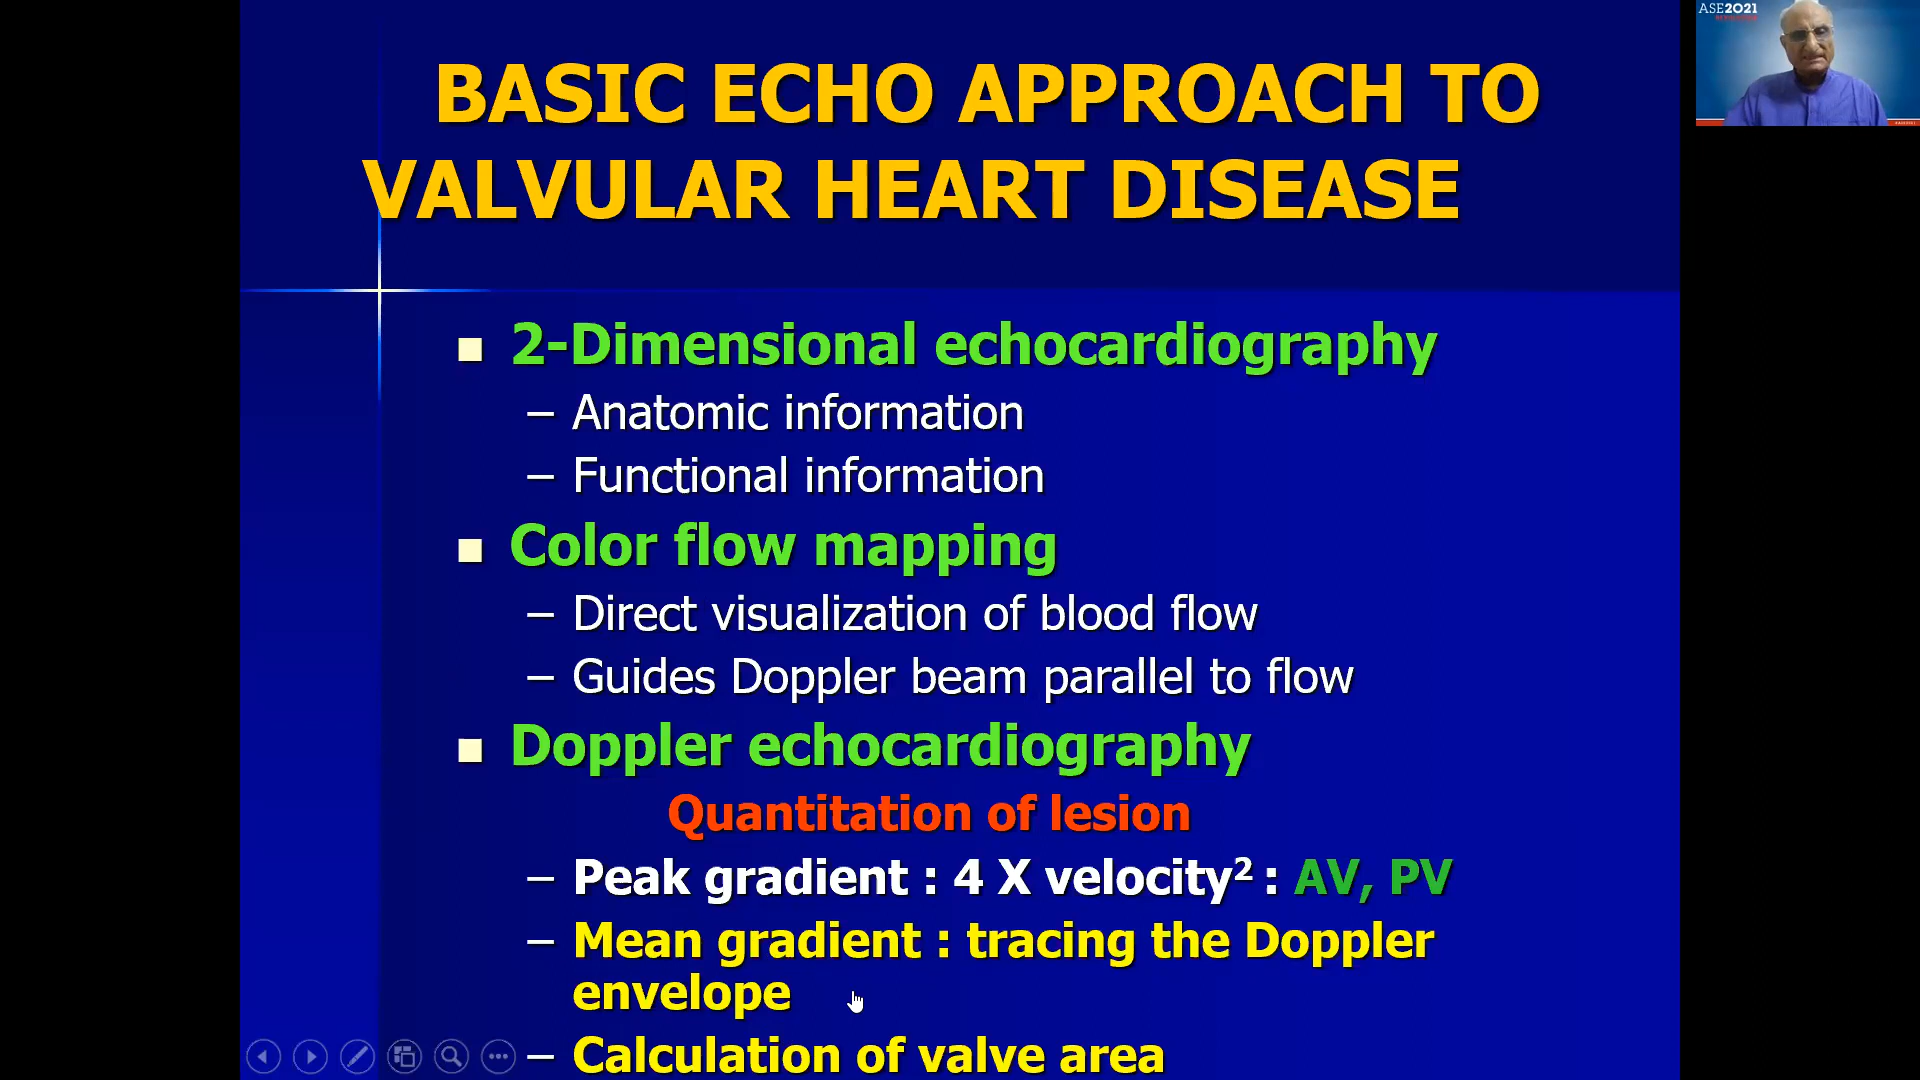 BASIC ECHO APPROACH TO
VALVULAR HEART DISEASE
2-Dimensional echocardiography
– Anatomic information
– Functional information
Color flow mapping
– Direct visualization of blood flow
– Guides Doppler beam parallel to flow
Doppler echocardiography
Quantitation of lesion
– Peak gradient : 4 X velocity² : AV, PV
– Mean gradient : tracing the Doppler
envelope
– Calculation of valve area
ASE2021